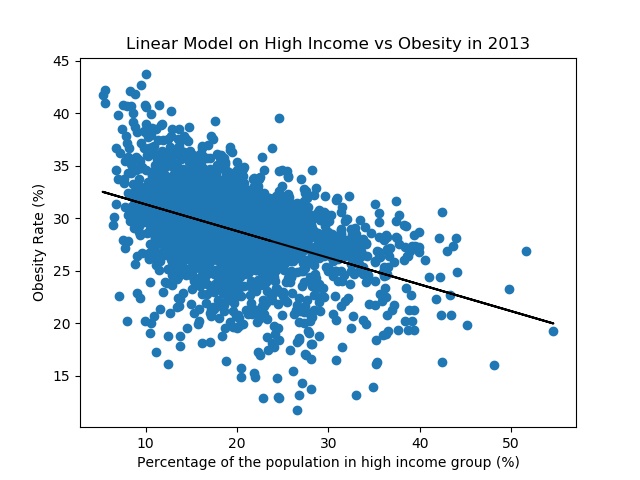 Linear Model on High Income vs Obesity in 2013
45
40
35
30
25
20
15
Obesity Rate (%)
10 20 30 40 50
Percentage of the population in high income group (%)